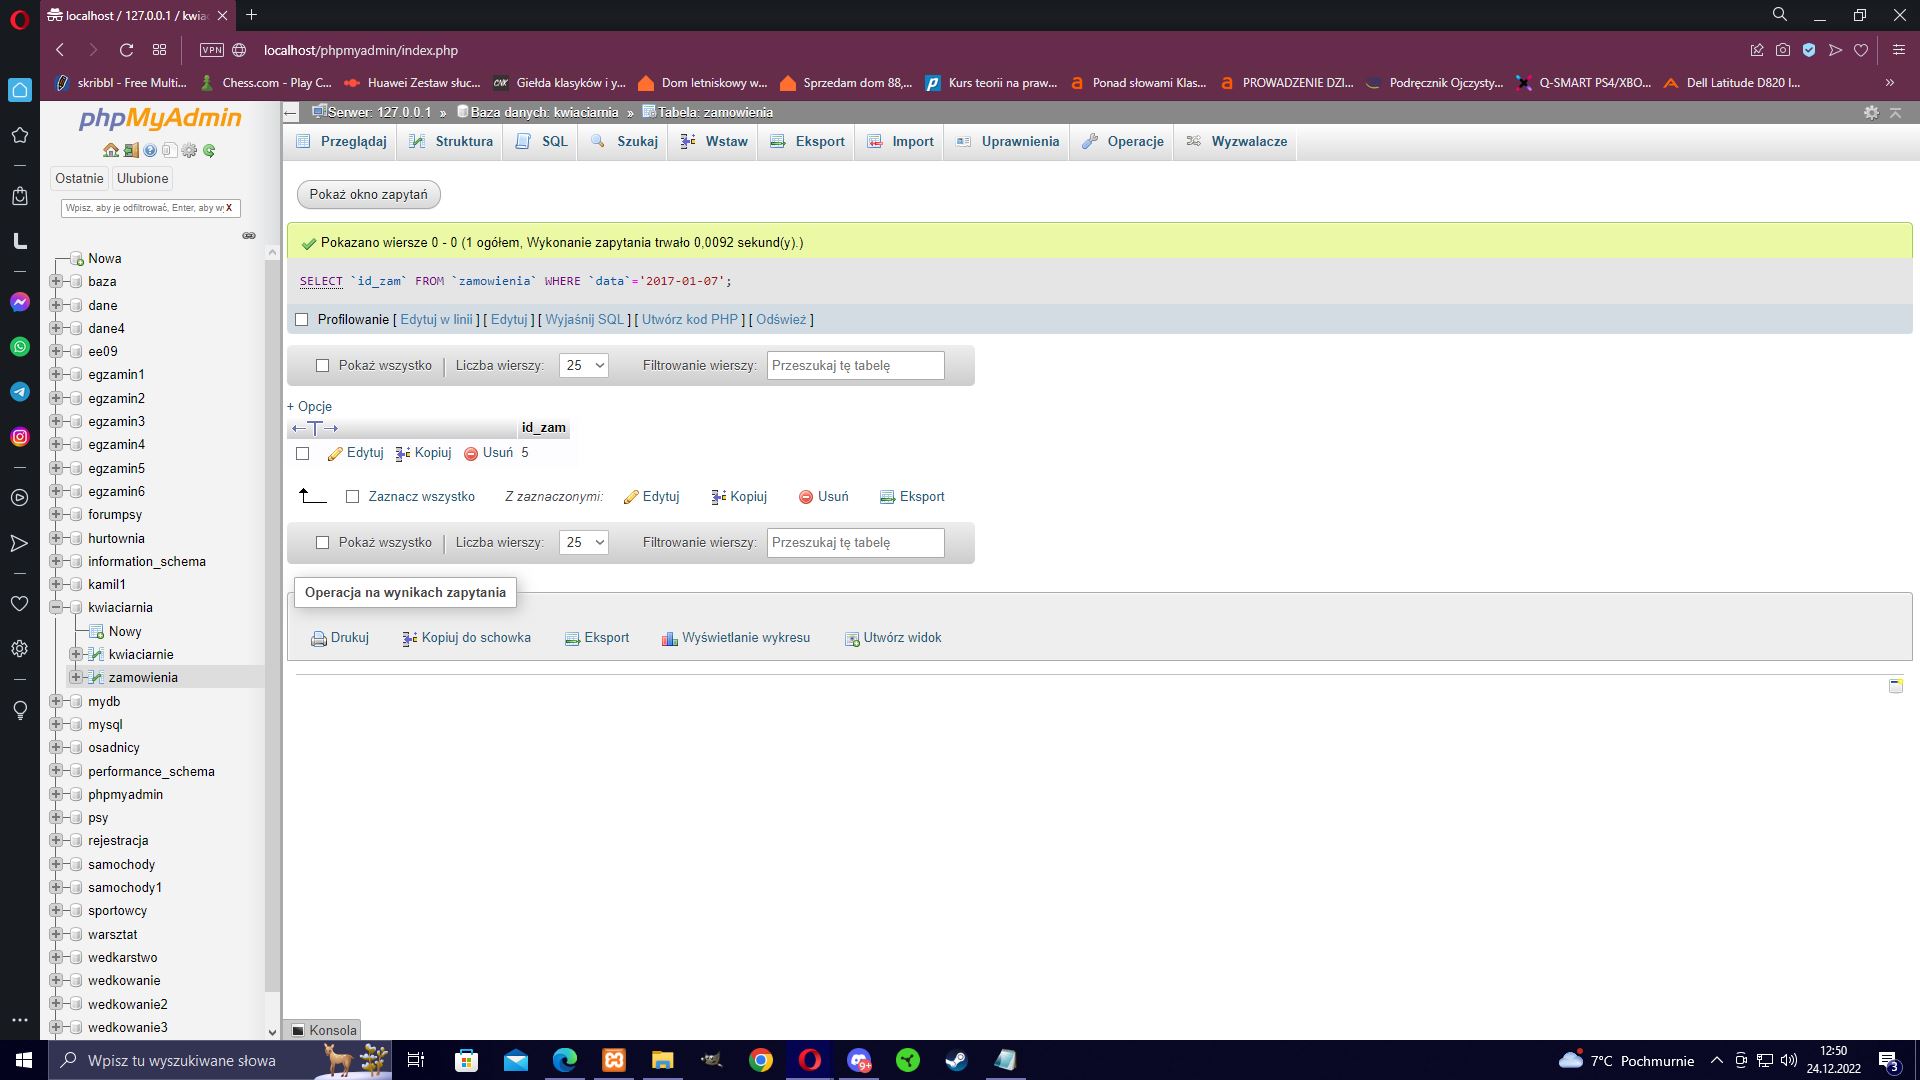 localhost / 127.0.0.1 / kwia
VPN localhost/phpmyadmin/index.php
skribbl - Free Multi...
Chess.com - Play C...
Huawei Zestaw słuc...
Giełda klasyków i y...
Dom letniskowy w...
Sprzedam dom 88,...
Kurs teorii na praw...
Ponad słowami Klas...
PROWADZENIE DZI...
Podręcznik Ojczysty...
Q-SMART PS4/XBO...
Dell Latitude D820 I...
phpMyAdmin
Ostatnie Ulubione
Wpisz, aby je odfiltrować, Enter, aby wy X
Nowa
baza
dane
dane4
ee09
egzamin1
egzamin2
egzamin3
egzamin4
egzamin5
egzamin6
forumpsy
hurtownia
information_schema
kamil1
kwiaciarnia
Nowy
kwiaciarnie
zamowienia
mydb
mysql
osadnicy
performance_schema
phpmyadmin
psy
rejestracja
samochody
samochody1
sportowcy
warsztat
wedkarstwo
wedkowanie
wedkowanie2
wedkowanie3
Serwer: 127.0.0.1 » Baza danych: kwiaciarnia » Tabela: zamowienia
Przeglądaj Struktura SQL Szukaj Wstaw Eksport Import Uprawnienia Operacje Wyzwalacze
Pokaż okno zapytań
Pokazano wiersze 0 - 0 (1 ogółem, Wykonanie zapytania trwało 0,0092 sekund(y).)
SELECT `id_zam` FROM `zamowienia` WHERE `data`='2017-01-07';
Profilowanie [ Edytuj w linii ] [ Edytuj ] [ Wyjaśnij SQL ] [ Utwórz kod PHP ] [ Odśwież ]
Pokaż wszystko | Liczba wierszy: 25 Filtrowanie wierszy: Przeszukaj tę tabelę
+ Opcje
←T→ id_zam
Edytuj Kopiuj Usuń 5
Zaznacz wszystko Z zaznaczonymi: Edytuj Kopiuj Usuń Eksport
Pokaż wszystko | Liczba wierszy: 25 Filtrowanie wierszy: Przeszukaj tę tabelę
Operacja na wynikach zapytania
Drukuj Kopiuj do schowka Eksport Wyświetlanie wykresu Utwórz widok
Konsola
Wpisz tu wyszukiwane słowa
9+
7°C Pochmurnie
12:50
24.12.2022
3